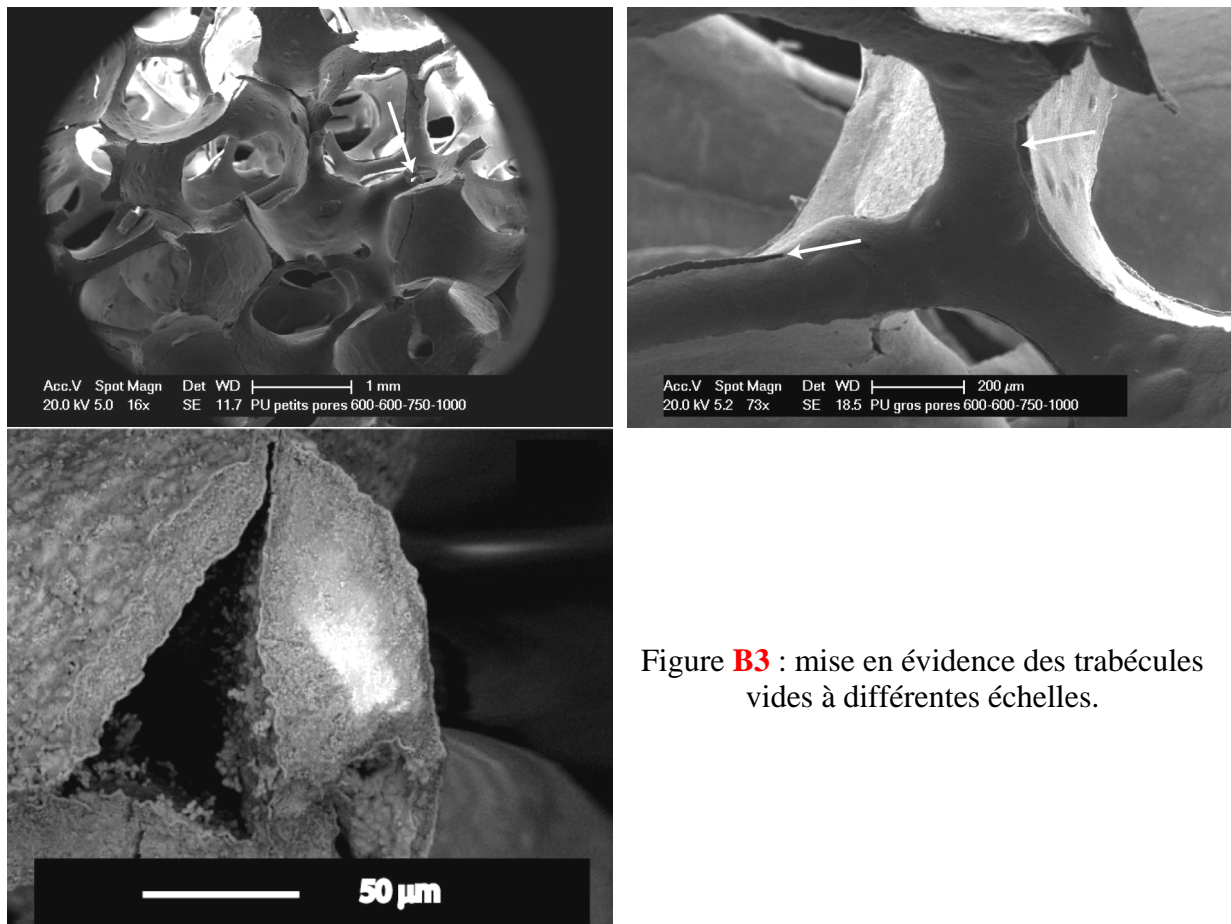 Acc.V Spot Magn Det WD 1 mm
20.0 kV 5.0 16x SE 11.7 PU petits pores 600-600-750-1000
Acc.V Spot Magn Det WD 200 µm
20.0 kV 5.2 73x SE 18.5 PU gros pores 600-600-750-1000
50 µm
Figure B3 : mise en évidence des trabécules
vides à différentes échelles.